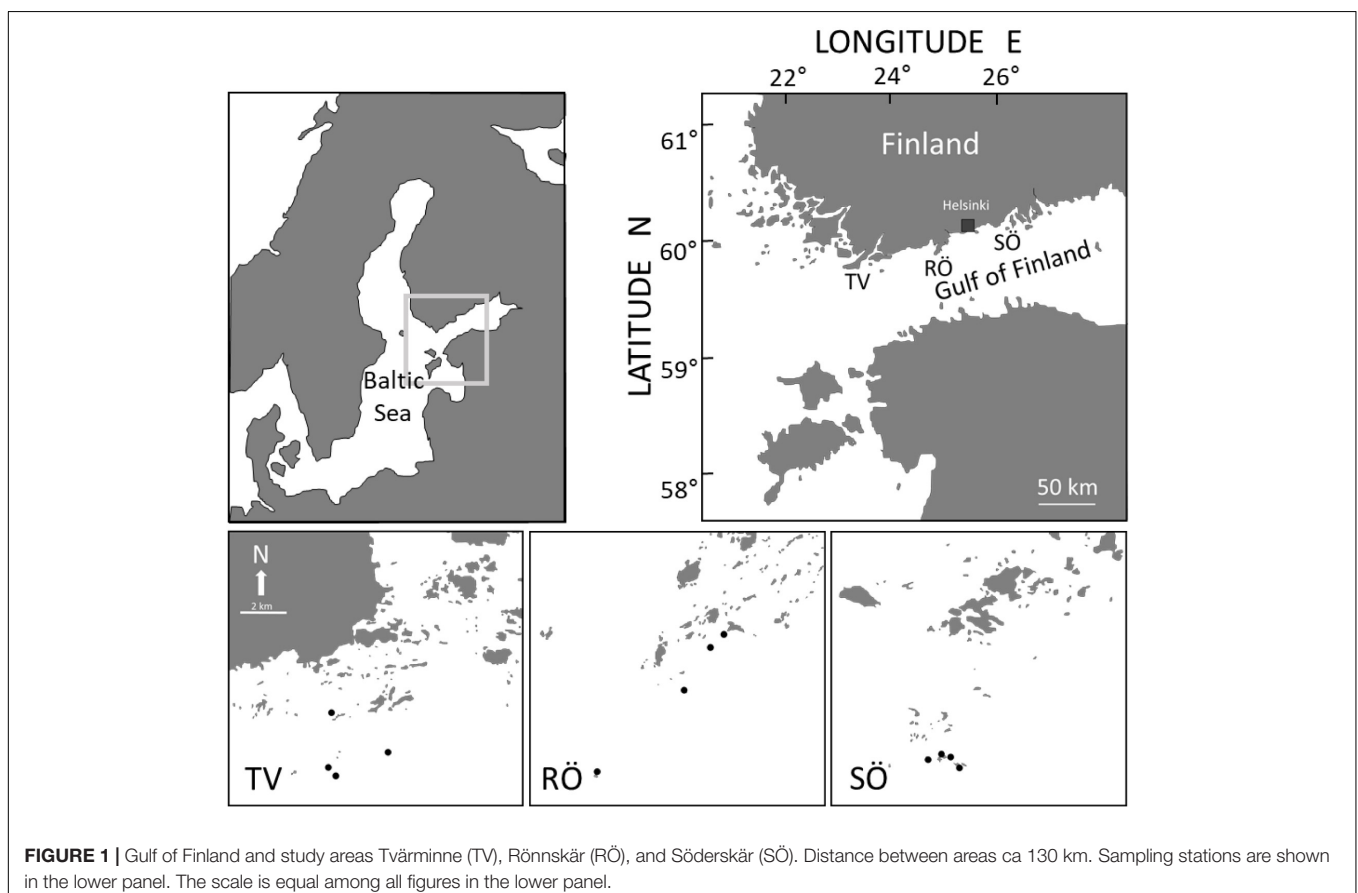 LONGITUDE E
22° 24° 26°
61°
60°
59°
58°
LATITUDE N
Finland
Helsinki
SÖ
RÖ
TV
Gulf of Finland
50 km
Baltic
Sea
N
2 km
TV
RÖ
SÖ
FIGURE 1 | Gulf of Finland and study areas Tvärminne (TV), Rönnskär (RÖ), and Söderskär (SÖ). Distance between areas ca 130 km. Sampling stations are shown
in the lower panel. The scale is equal among all figures in the lower panel.